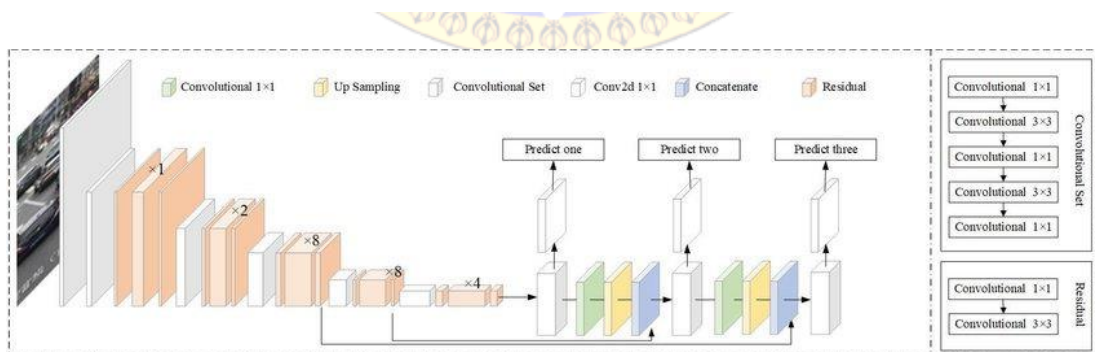 Convolutional 1×1
Up Sampling
Convolutional Set
Conv2d 1×1
Concatenate
Residual
×1
×2
×8
×8
×4
Predict one
Predict two
Predict three
Convolutional 1×1
Convolutional 3×3
Convolutional 1×1
Convolutional 3×3
Convolutional 1×1
Convolutional Set
Convolutional 1×1
Convolutional 3×3
Residual